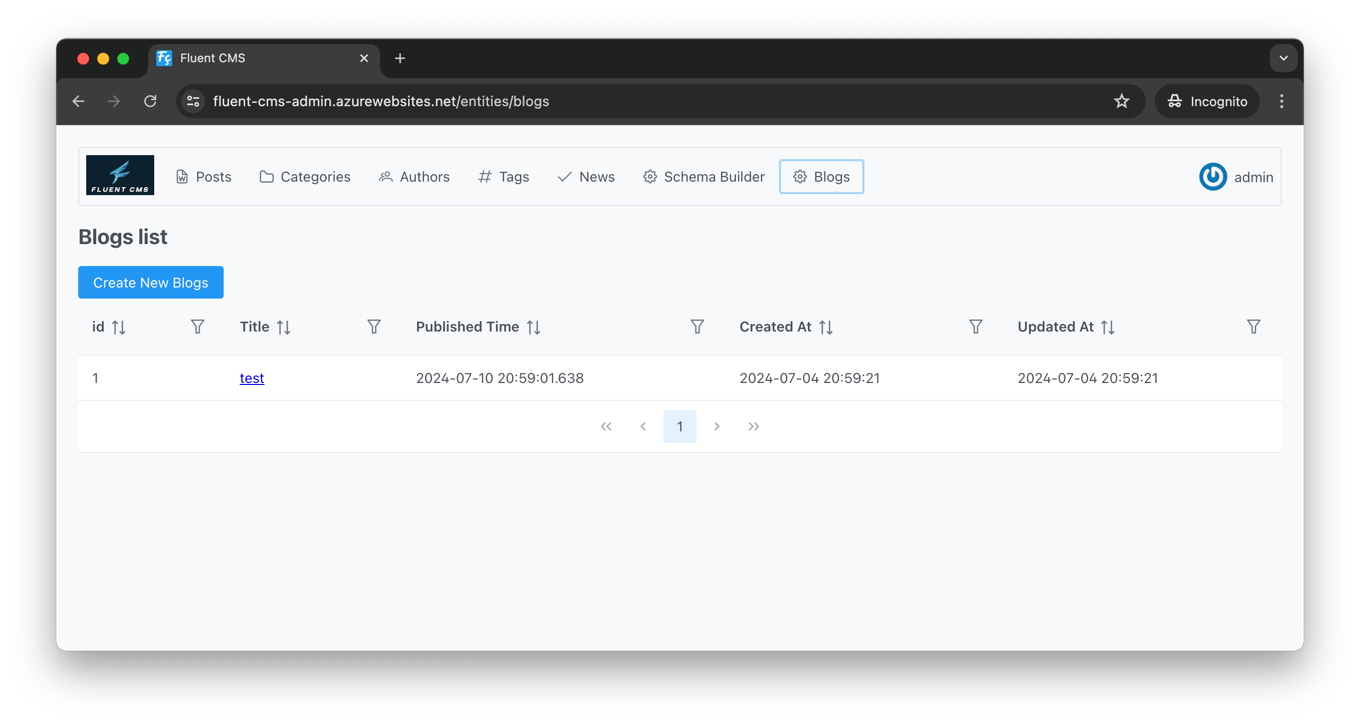 Fluent CMS
fluent-cms-admin.azurewebsites.net/entities/blogs
Incognito
FLUENT CMS
Posts
Categories
Authors
Tags
News
Schema Builder
Blogs
admin
Blogs list
Create New Blogs
id Title Published Time Created At Updated At
1 test 2024-07-10 20:59:01.638 2024-07-04 20:59:21 2024-07-04 20:59:21
1